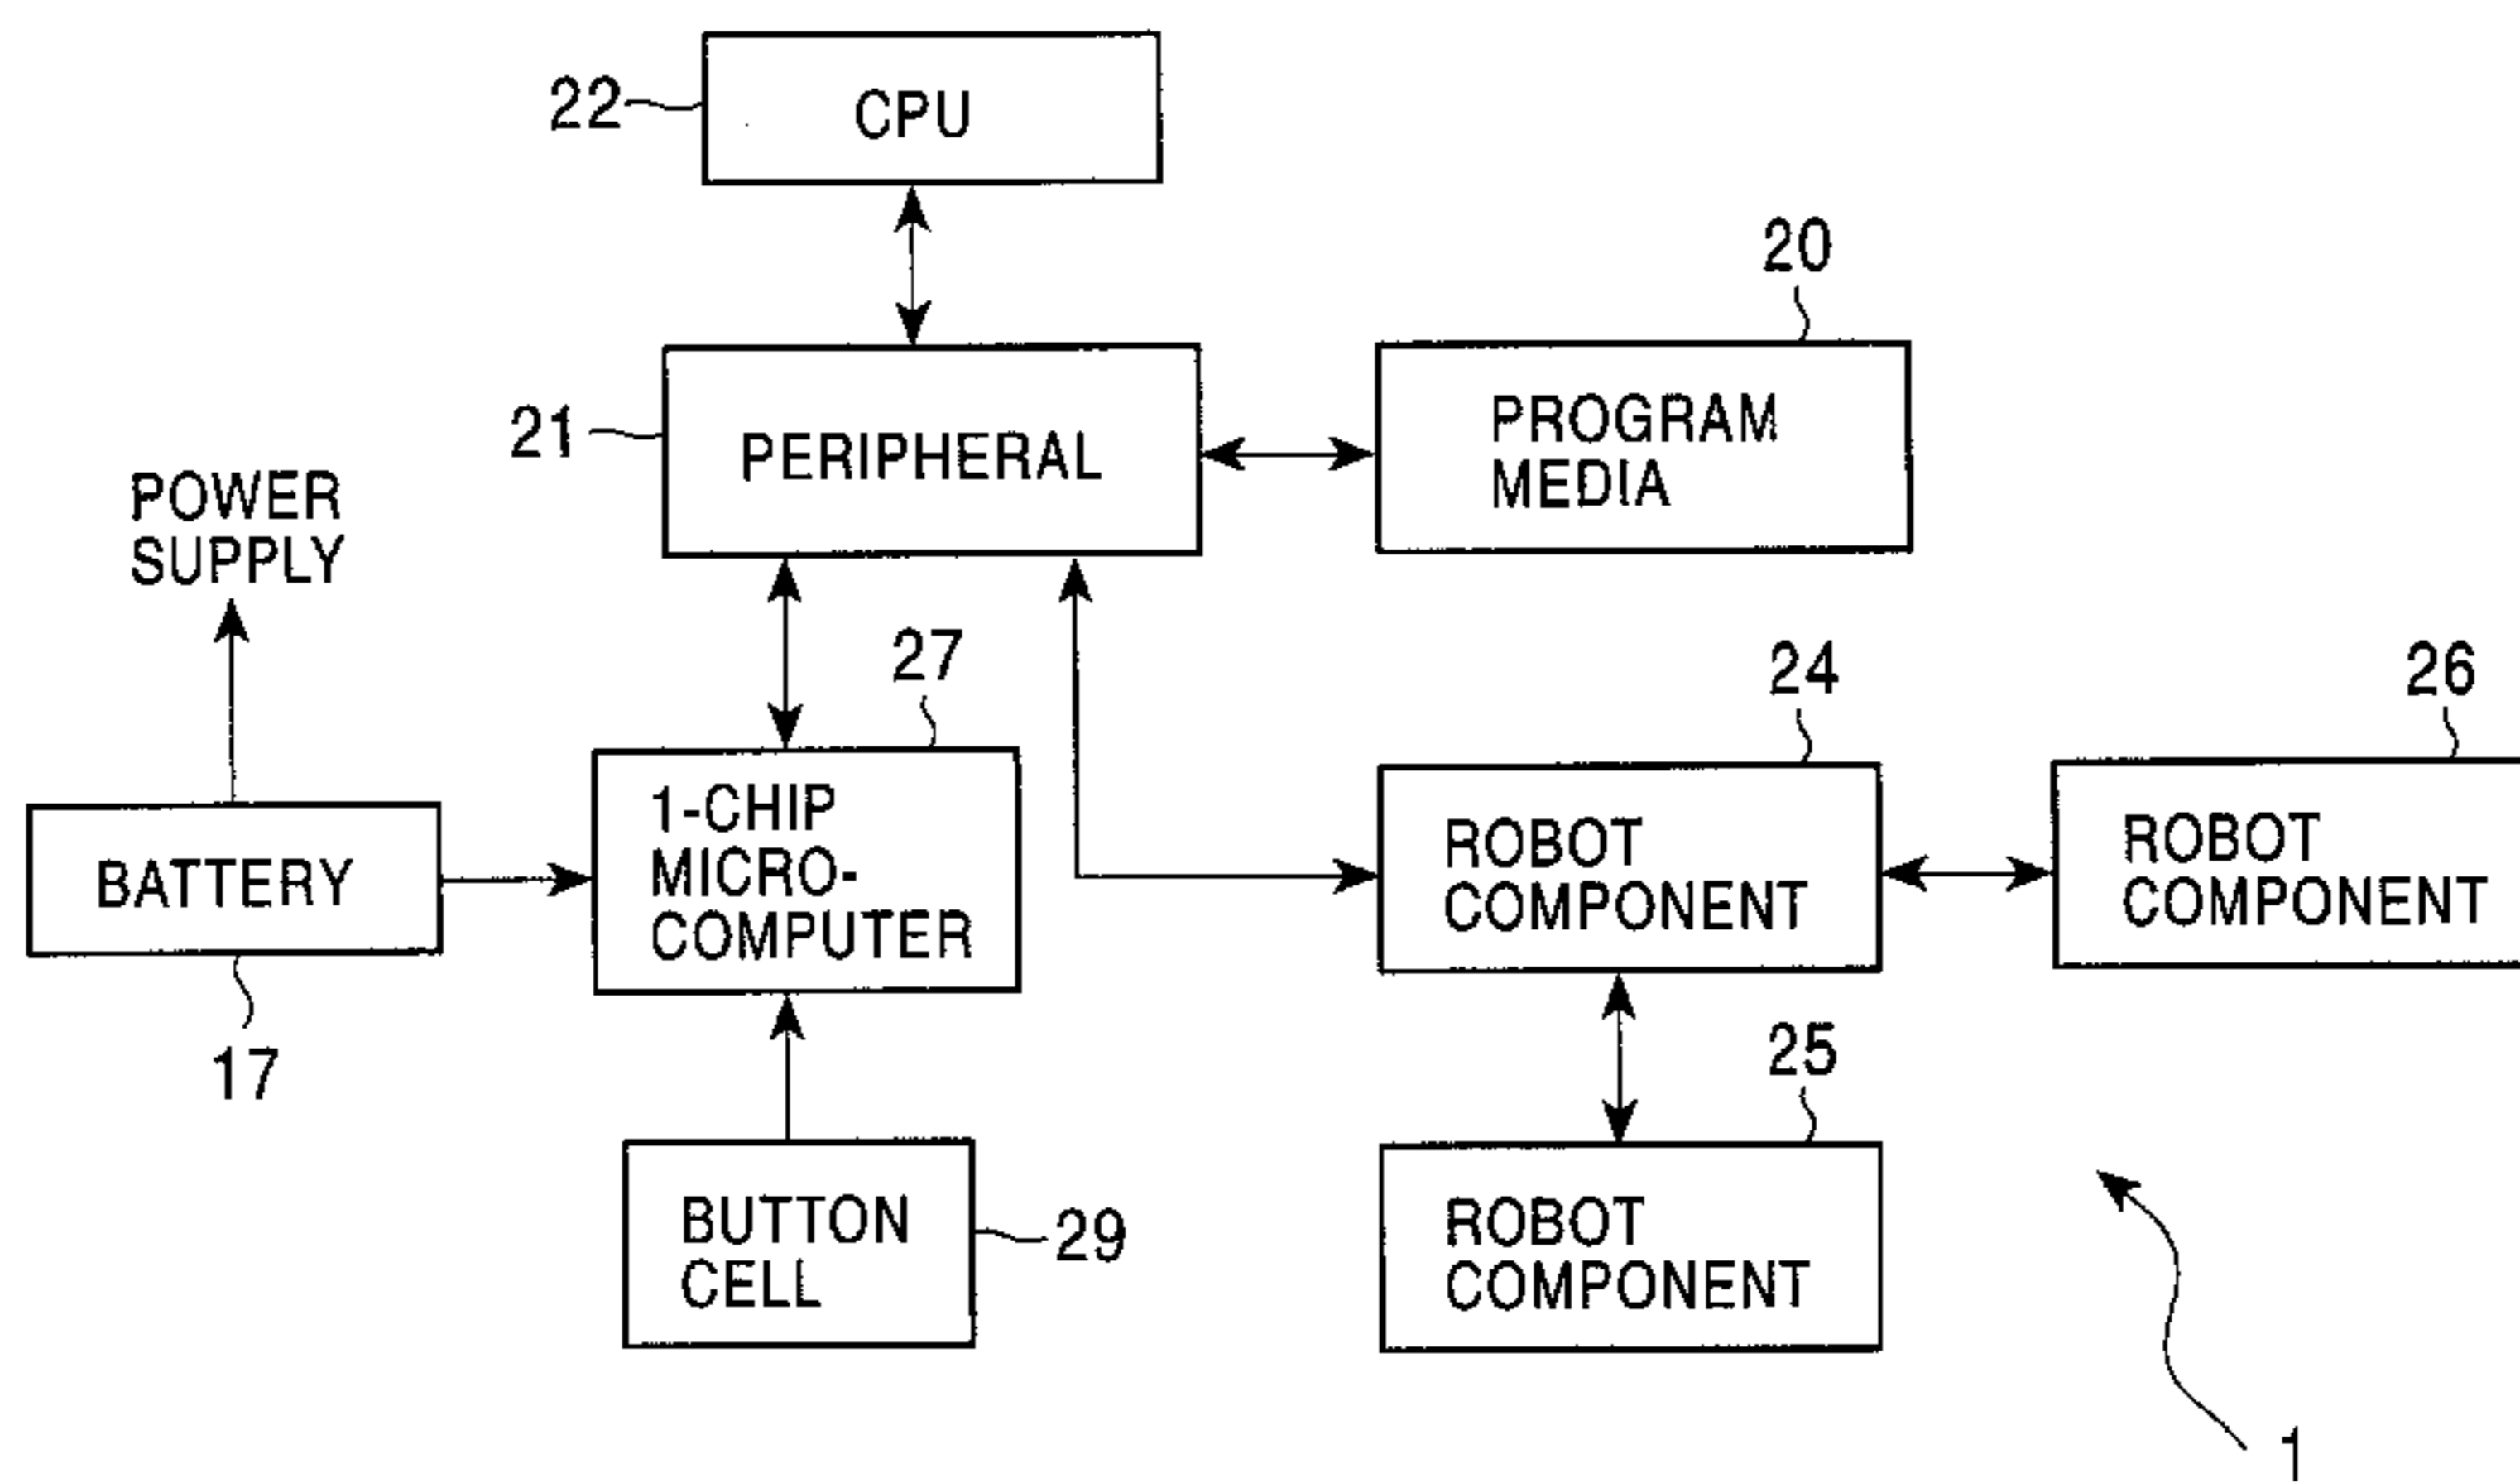 22
CPU
20
21
PERIPHERAL
PROGRAM
MEDIA
POWER
SUPPLY
27
24
26
1-CHIP
MICRO-
COMPUTER
BATTERY
ROBOT
COMPONENT
ROBOT
COMPONENT
17
25
BUTTON
CELL
29
ROBOT
COMPONENT
1